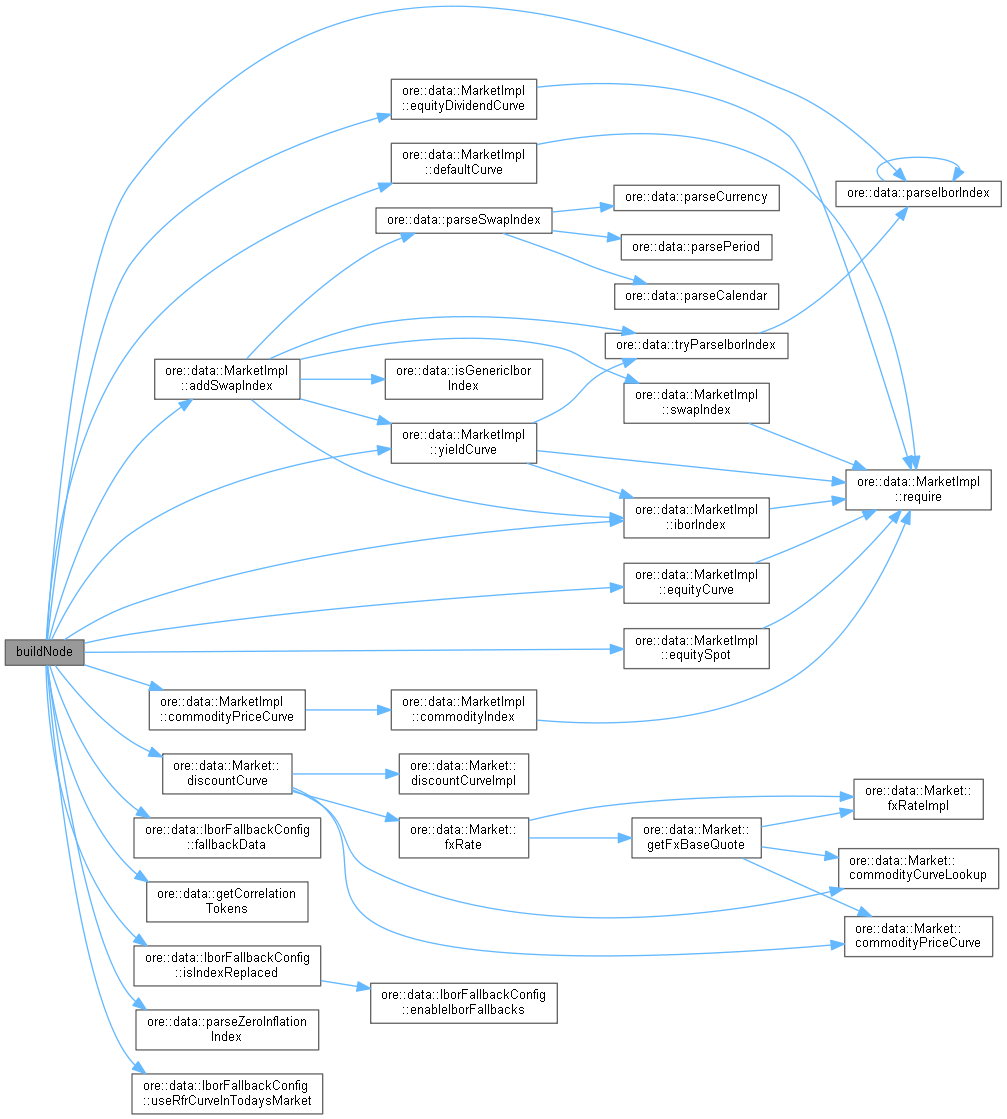 ore::data::MarketImpl
::equityDividendCurve
ore::data::MarketImpl
::defaultCurve
ore::data::parseIborIndex
ore::data::parseCurrency
ore::data::parseSwapIndex
ore::data::parsePeriod
ore::data::parseCalendar
ore::data::tryParseIborIndex
ore::data::MarketImpl
::addSwapIndex
ore::data::isGenericIbor
Index
ore::data::MarketImpl
::swapIndex
ore::data::MarketImpl
::yieldCurve
ore::data::MarketImpl
::require
ore::data::MarketImpl
::iborIndex
ore::data::MarketImpl
::equityCurve
buildNode
ore::data::MarketImpl
::equitySpot
ore::data::MarketImpl
::commodityPriceCurve
ore::data::MarketImpl
::commodityIndex
ore::data::Market::
discountCurve
ore::data::Market::
discountCurveImpl
ore::data::Market::
fxRateImpl
ore::data::IborFallbackConfig
::fallbackData
ore::data::Market::
fxRate
ore::data::Market::
getFxBaseQuote
ore::data::Market::
commodityCurveLookup
ore::data::getCorrelation
Tokens
ore::data::Market::
commodityPriceCurve
ore::data::IborFallbackConfig
::isIndexReplaced
ore::data::IborFallbackConfig
::enableIborFallbacks
ore::data::parseZeroInflation
Index
ore::data::IborFallbackConfig
::useRfrCurveInTodaysMarket